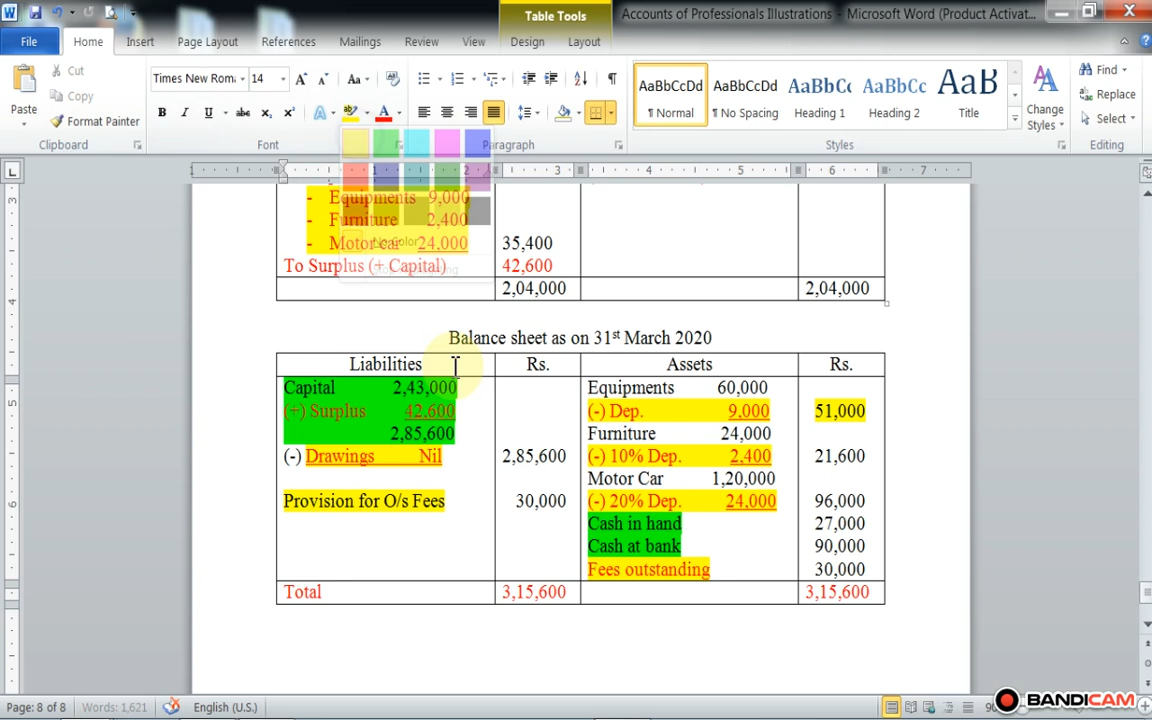 Table Tools
Accounts of Professionals Illustrations - Microsoft Word (Product Activat...
File Home Insert Page Layout References Mailings Review View Design Layout
Paste
Cut
Copy
Format Painter
Clipboard
Times New Rom 14
Font
Paragraph
AaBbCcDd
¶ Normal
AaBbCcDd
¶ No Spacing
AaBbCc
Heading 1
AaBbCc
Heading 2
AaB
Title
Change
Styles
Styles
Find
Replace
Select
Editing
No Color
- Equipments 9,000
- Furniture 2,400
- Motor car 24,000 35,400
To Surplus (+ Capital) 42,600
2,04,000 2,04,000
Balance sheet as on 31st March 2020
Liabilities Rs. Assets Rs.
Capital 2,43,000 Equipments 60,000
(+) Surplus 42,600 (-) Dep. 9,000 51,000
2,85,600 Furniture 24,000
(-) Drawings Nil 2,85,600 (-) 10% Dep. 2,400 21,600
Motor Car 1,20,000
Provision for O/s Fees 30,000 (-) 20% Dep. 24,000 96,000
Cash in hand 27,000
Cash at bank 90,000
Fees outstanding 30,000
Total 3,15,600 3,15,600
Page: 8 of 8 Words: 1,621 English (U.S.)
BANDICAM